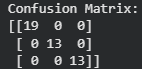 Confusion Matrix:
[[19  0  0]
 [ 0 13  0]
 [ 0  0 13]]